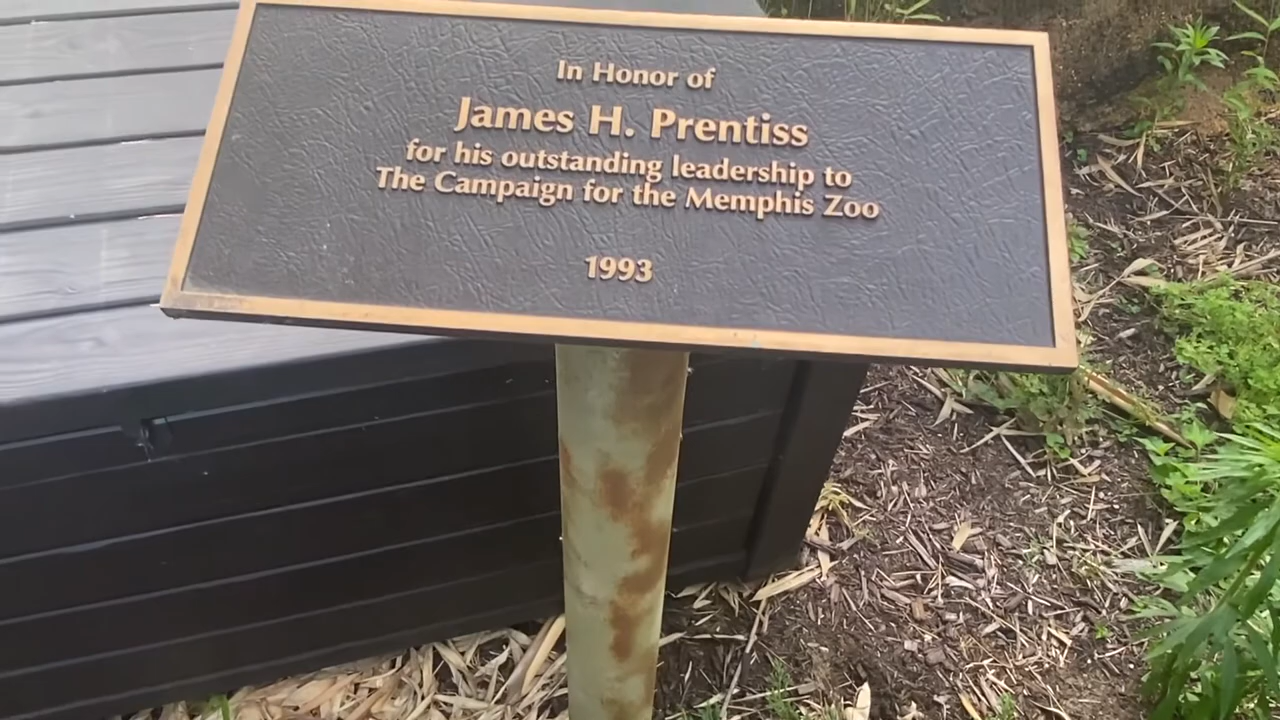 In Honor of
James H. Prentiss
for his outstanding leadership to
The Campaign for the Memphis Zoo
1993